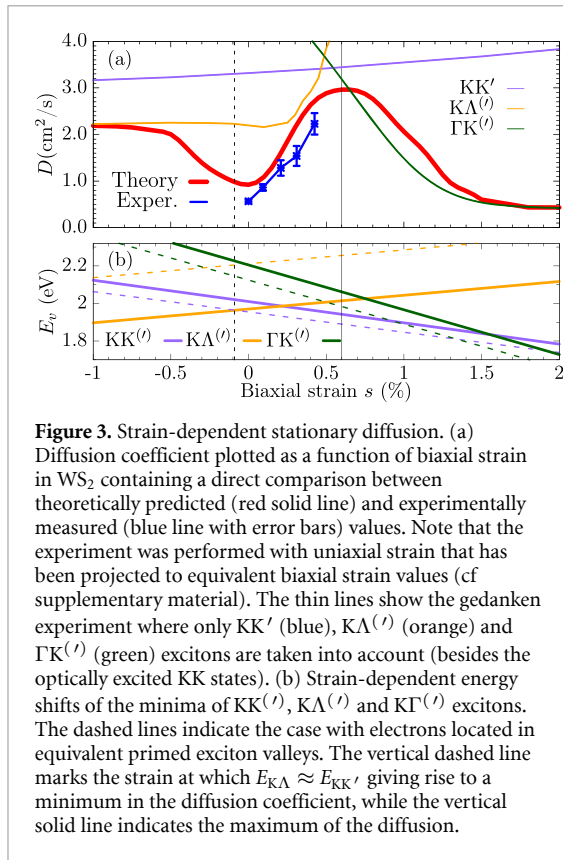 4.0
(a)
3.0
2.0
1.0
0.0
D(cm²/s)
KK′
KΛ(′)
ΓK(′)
Theory
Exper.
(b)
2.2
2
1.8
E_v (eV)
KK(′)
KΛ(′)
ΓK(′)
-1 -0.5 0 0.5 1 1.5 2
Biaxial strain s (%)
Figure 3. Strain-dependent stationary diffusion. (a)
Diffusion coefficient plotted as a function of biaxial strain
in WS₂ containing a direct comparison between
theoretically predicted (red solid line) and experimentally
measured (blue line with error bars) values. Note that the
experiment was performed with uniaxial strain that has
been projected to equivalent biaxial strain values (cf
supplementary material). The thin lines show the gedanken
experiment where only KK′ (blue), KΛ(′) (orange) and
ΓK(′) (green) excitons are taken into account (besides the
optically excited KK states). (b) Strain-dependent energy
shifts of the minima of KK(′), KΛ(′) and KΓ(′) excitons.
The dashed lines indicate the case with electrons located in
equivalent primed exciton valleys. The vertical dashed line
marks the strain at which E_KΛ ≈ E_KK′ giving rise to a
minimum in the diffusion coefficient, while the vertical
solid line indicates the maximum of the diffusion.